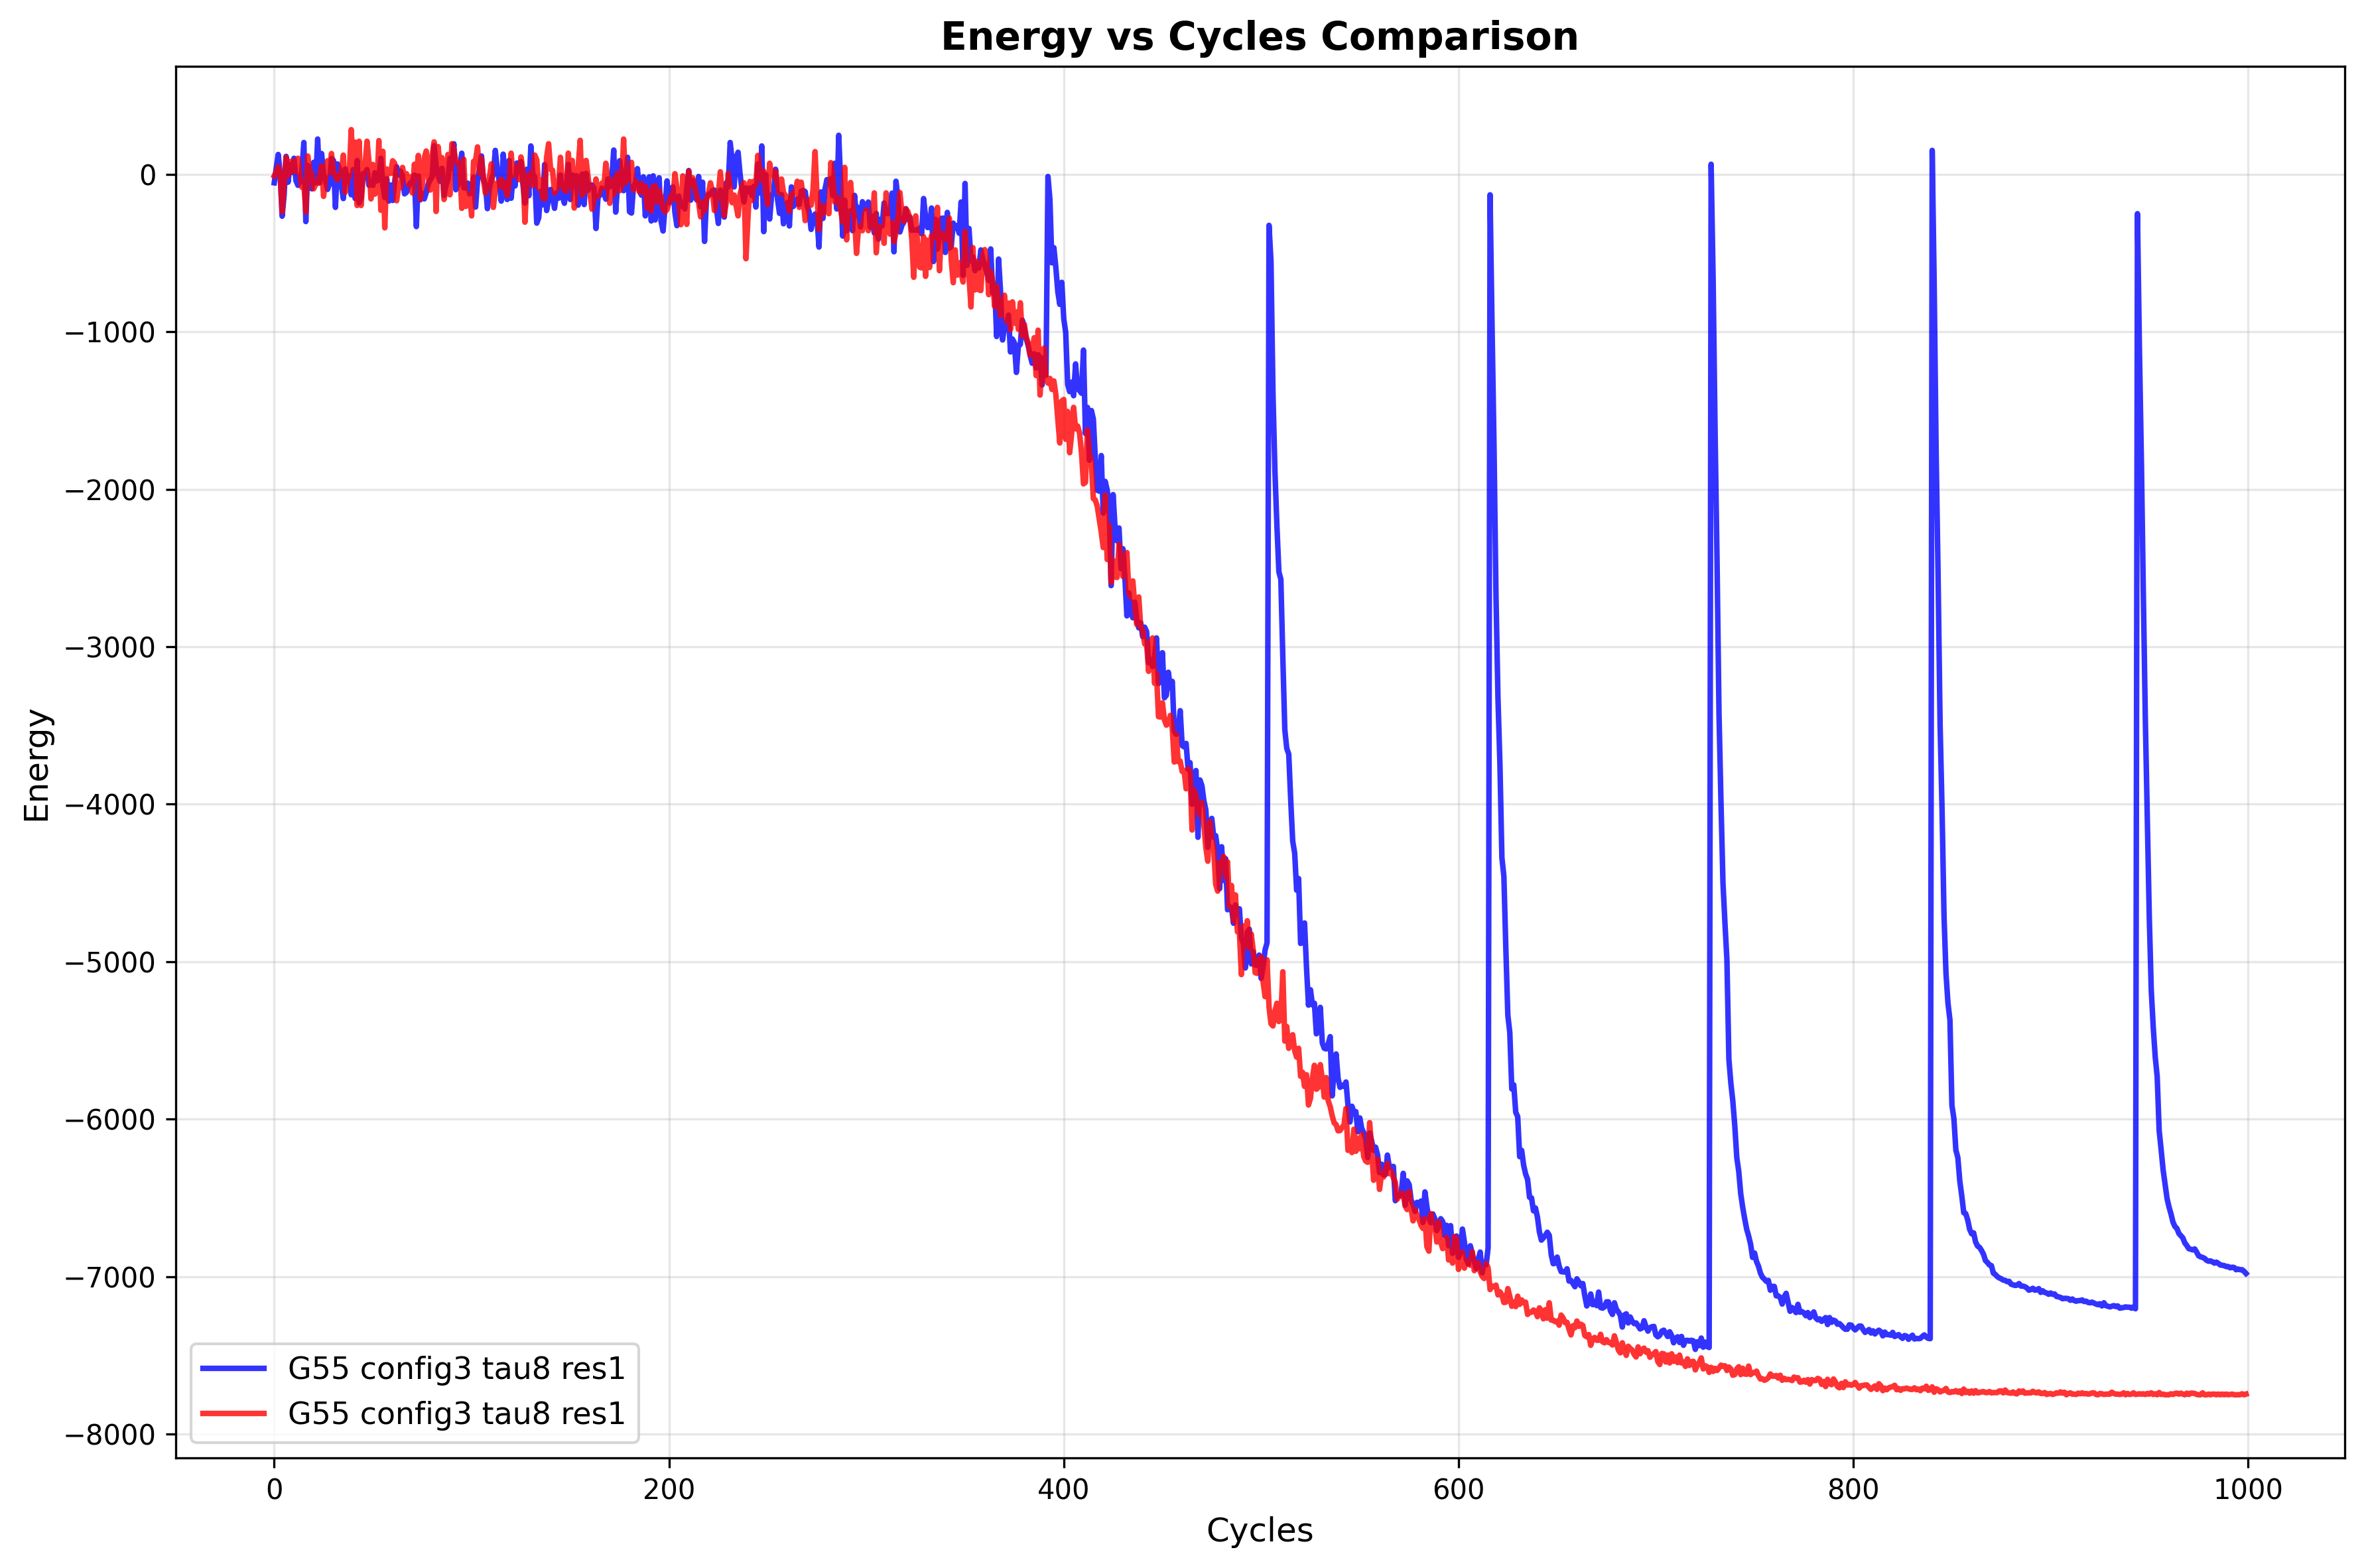 Energy vs Cycles Comparison
Energy
0
−1000
−2000
−3000
−4000
−5000
−6000
−7000
−8000
G55 config3 tau8 res1
G55 config3 tau8 res1
0 200 400 600 800 1000
Cycles